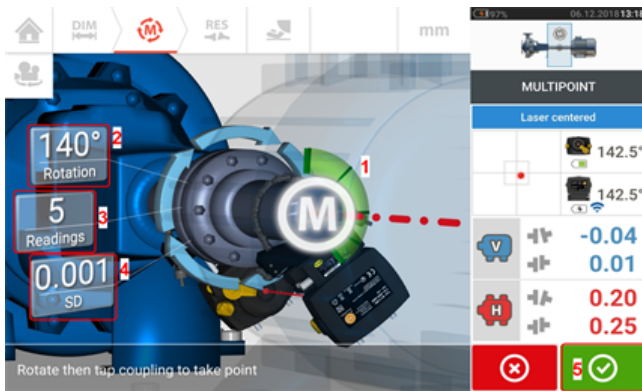 DIM
M
RES
mm
97%
06.12.2018 13:18
MULTIPOINT
Laser centered
142.5°
142.5°
1
2
140°
Rotation
3
5
Readings
4
0.001
SD
M
V
-0.04
0.01
H
0.20
0.25
Rotate then tap coupling to take point
5